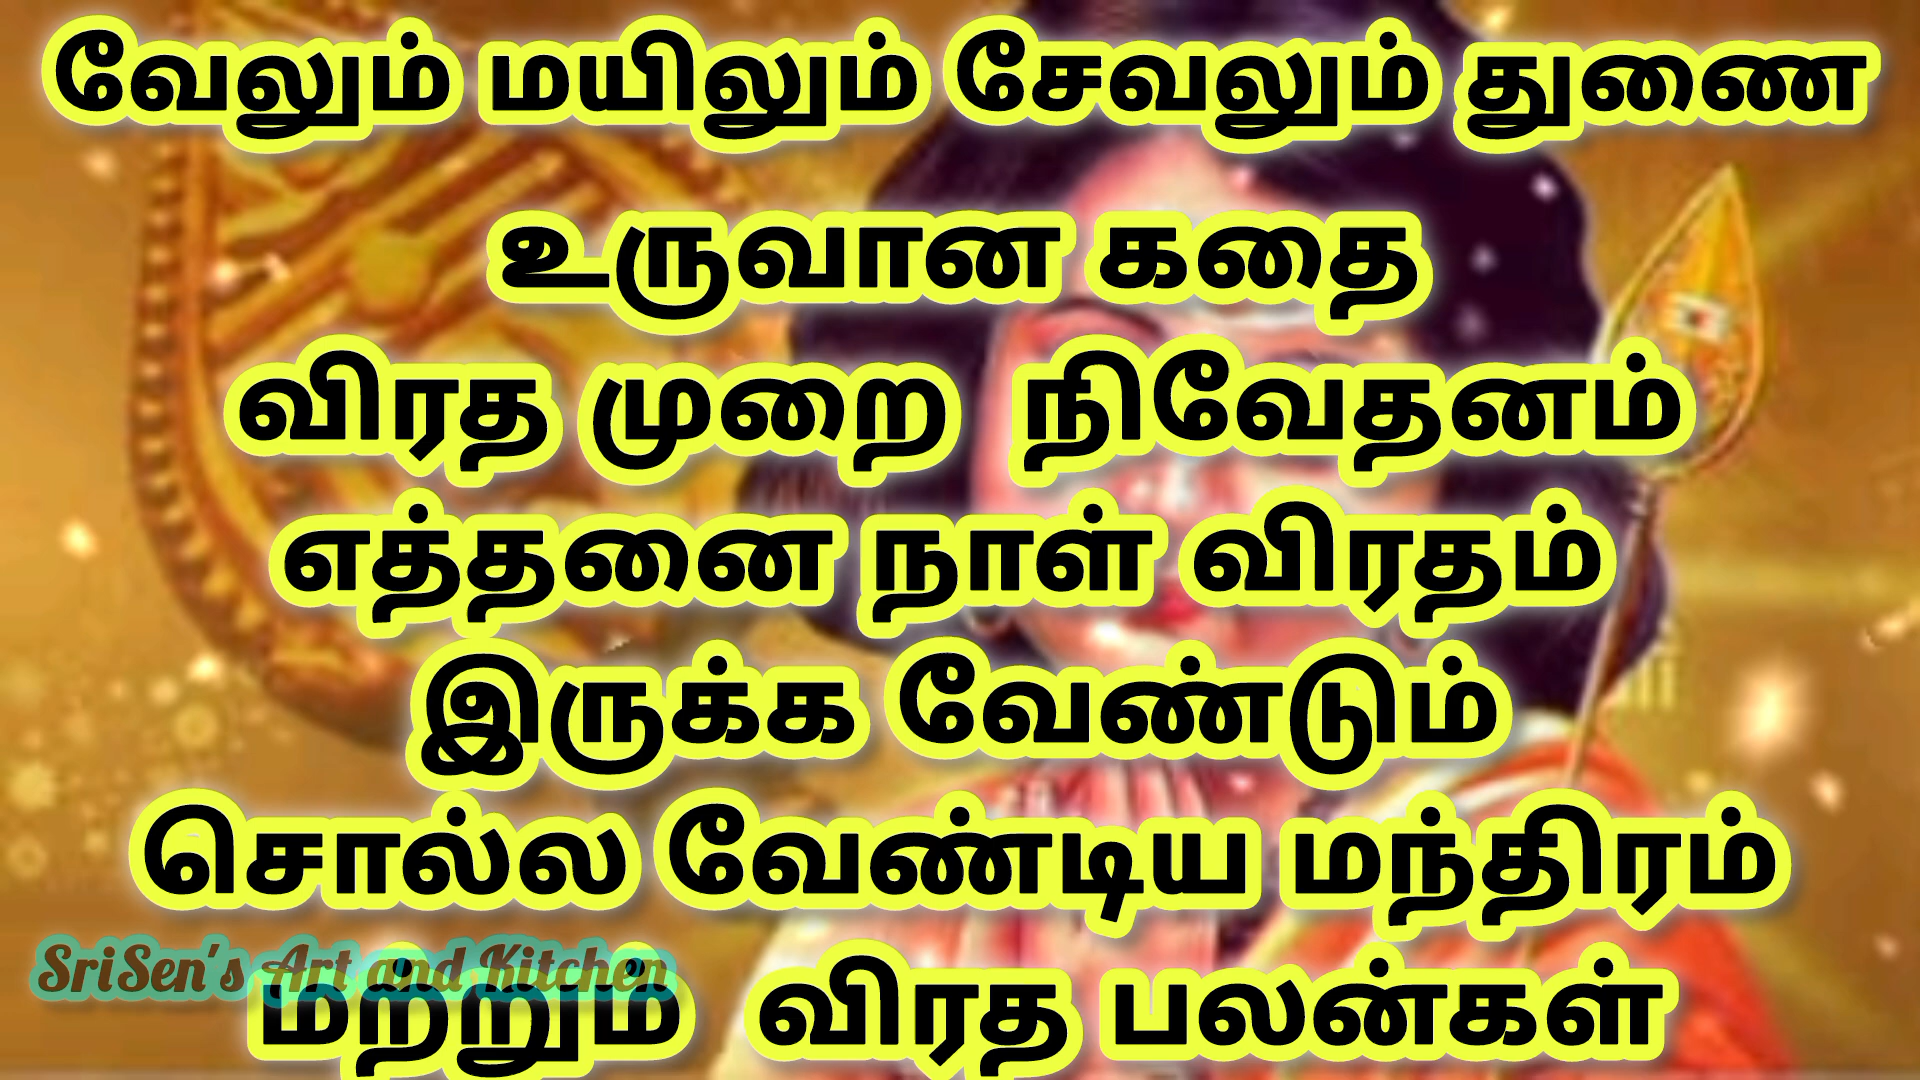 வேலும் மயிலும் சேவலும் துணை
உருவான கதை
விரத முறை நிவேதனம்
எத்தனை நாள் விரதம்
இருக்க வேண்டும்
சொல்ல வேண்டிய மந்திரம்
SriSen's Art and Kitchen
மற்றும் விரத பலன்கள்